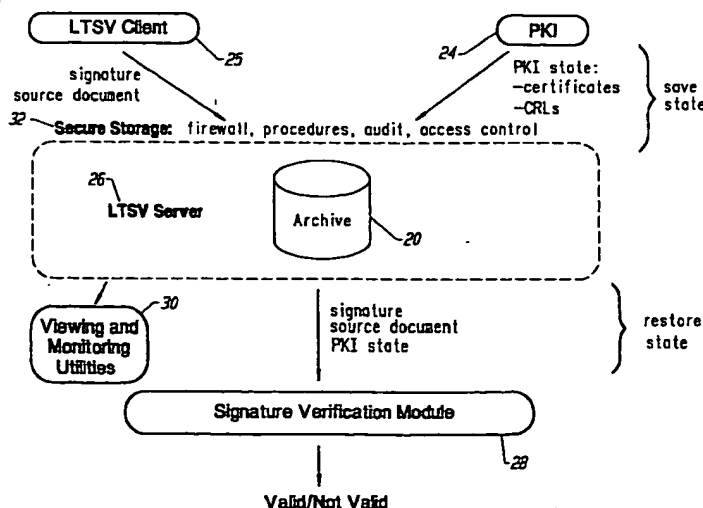 LTSV Client
25
PKI
24
signature
source document
PKI state:
-certificates
-CRLs
save
state
32
Secure Storage: firewall, procedures, audit, access control
26
LTSV Server
Archive
20
30
Viewing and
Monitoring
Utilities
signature
source document
PKI state
restore
state
Signature Verification Module
28
Valid/Not Valid